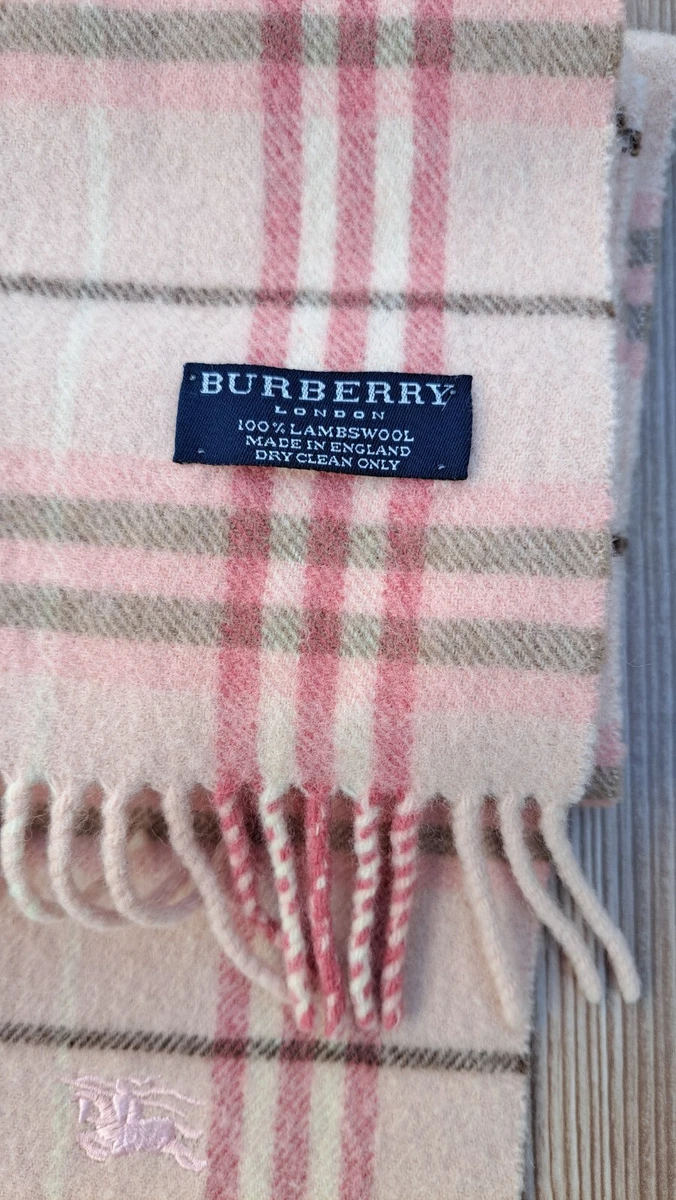 BURBERRY
LONDON
100% LAMBSWOOL
MADE IN ENGLAND
DRY CLEAN ONLY